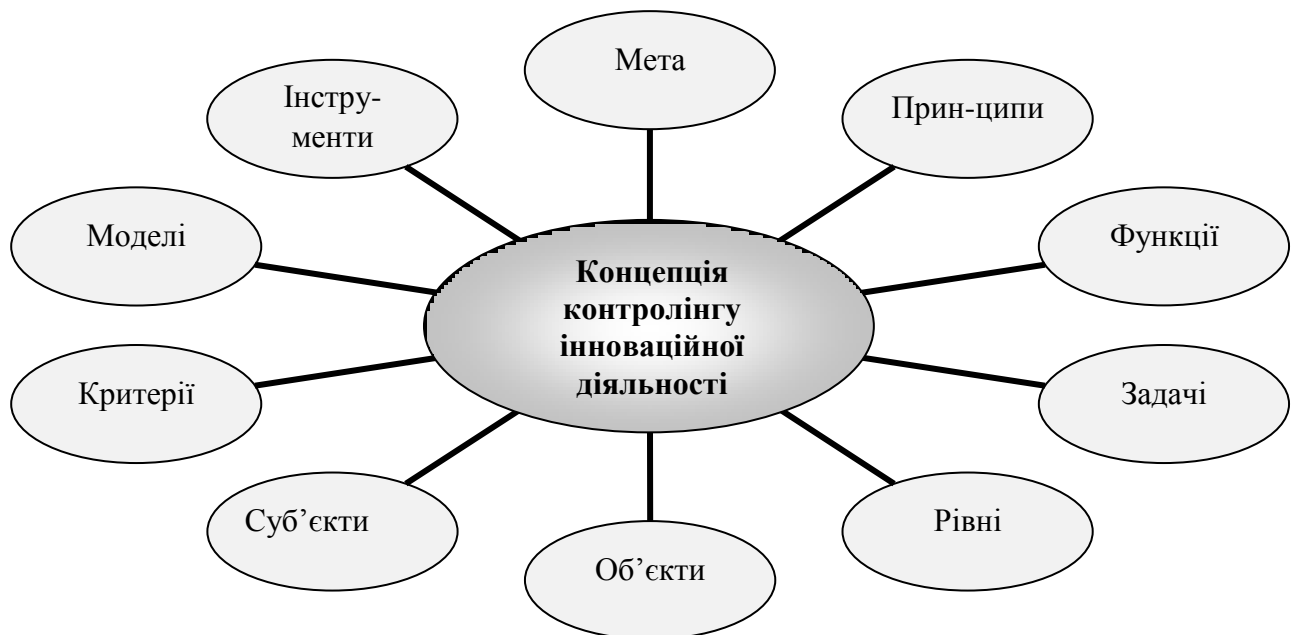 Мета
Інстру-
менти
Прин-ципи
Моделі
Функції
Концепція
контролінгу
інноваційної
діяльності
Критерії
Задачі
Суб’єкти
Рівні
Об’єкти